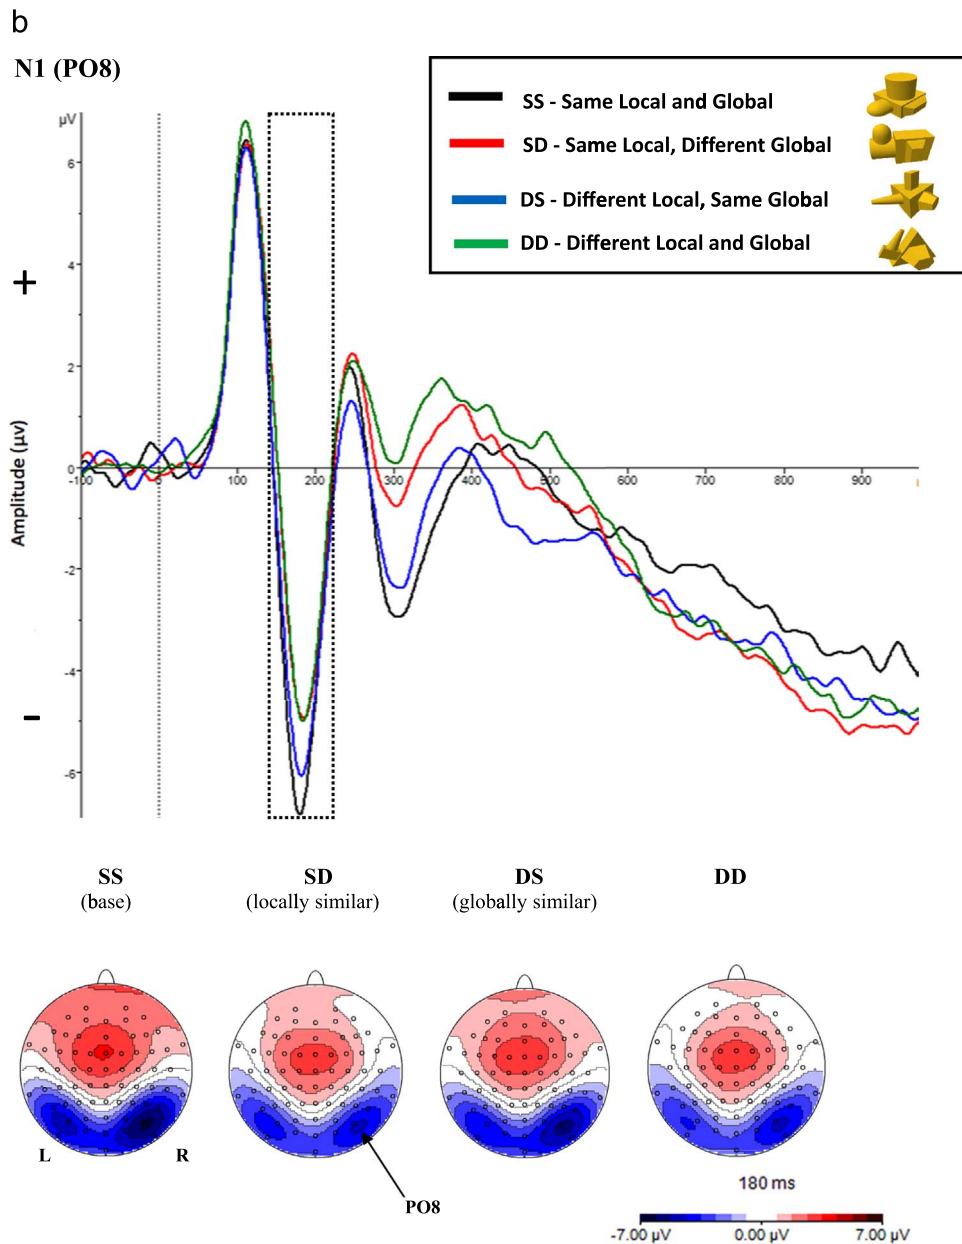 b
N1 (PO8)
SS - Same Local and Global
SD - Same Local, Different Global
DS - Different Local, Same Global
DD - Different Local and Global
µV
6
4
+
2
0
-100 100 200 300 400 500 600 700 800 900
Amplitude (µv)
-2
-4
-
-6
SS SD DS DD
(base) (locally similar) (globally similar)
L R
PO8
180 ms
-7.00 µV 0.00 µV 7.00 µV